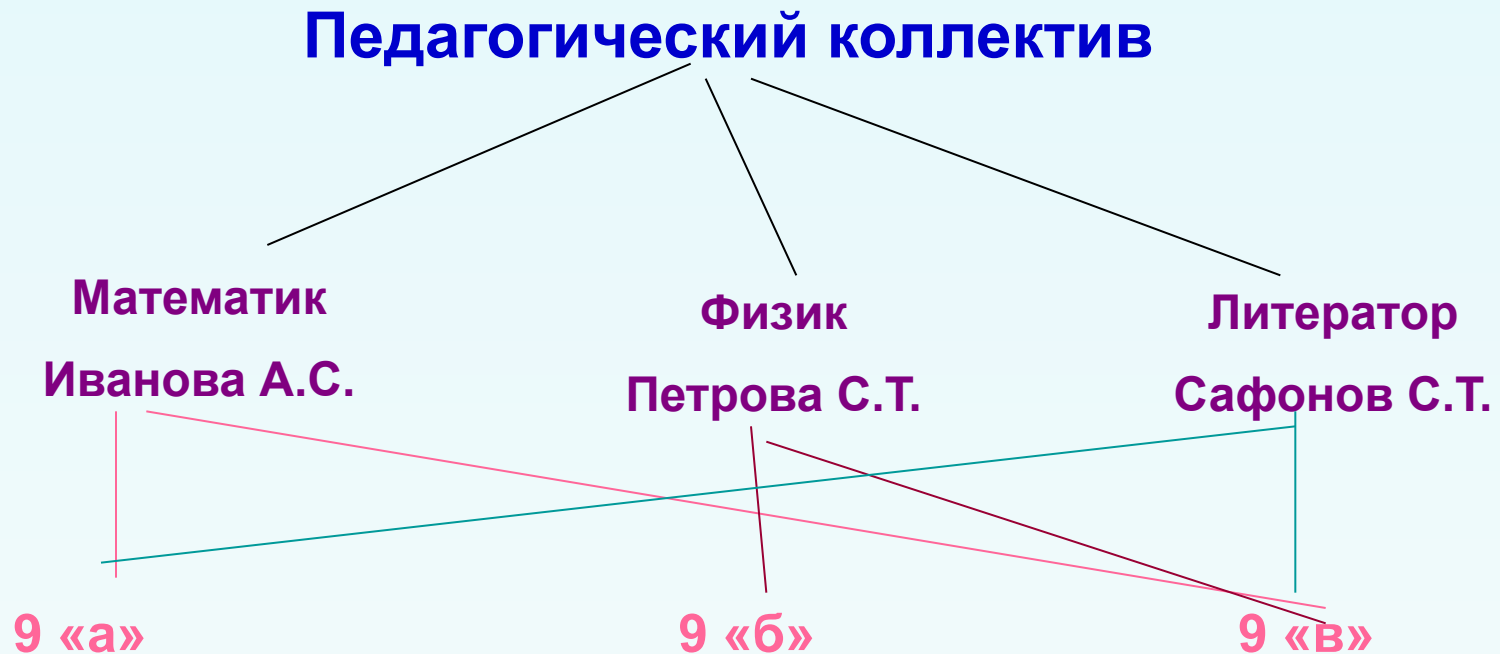 Педагогический коллектив
Математик
Иванова А.С.
Физик
Петрова С.Т.
Литератор
Сафонов С.Т.
9 «а»
9 «б»
9 «в»